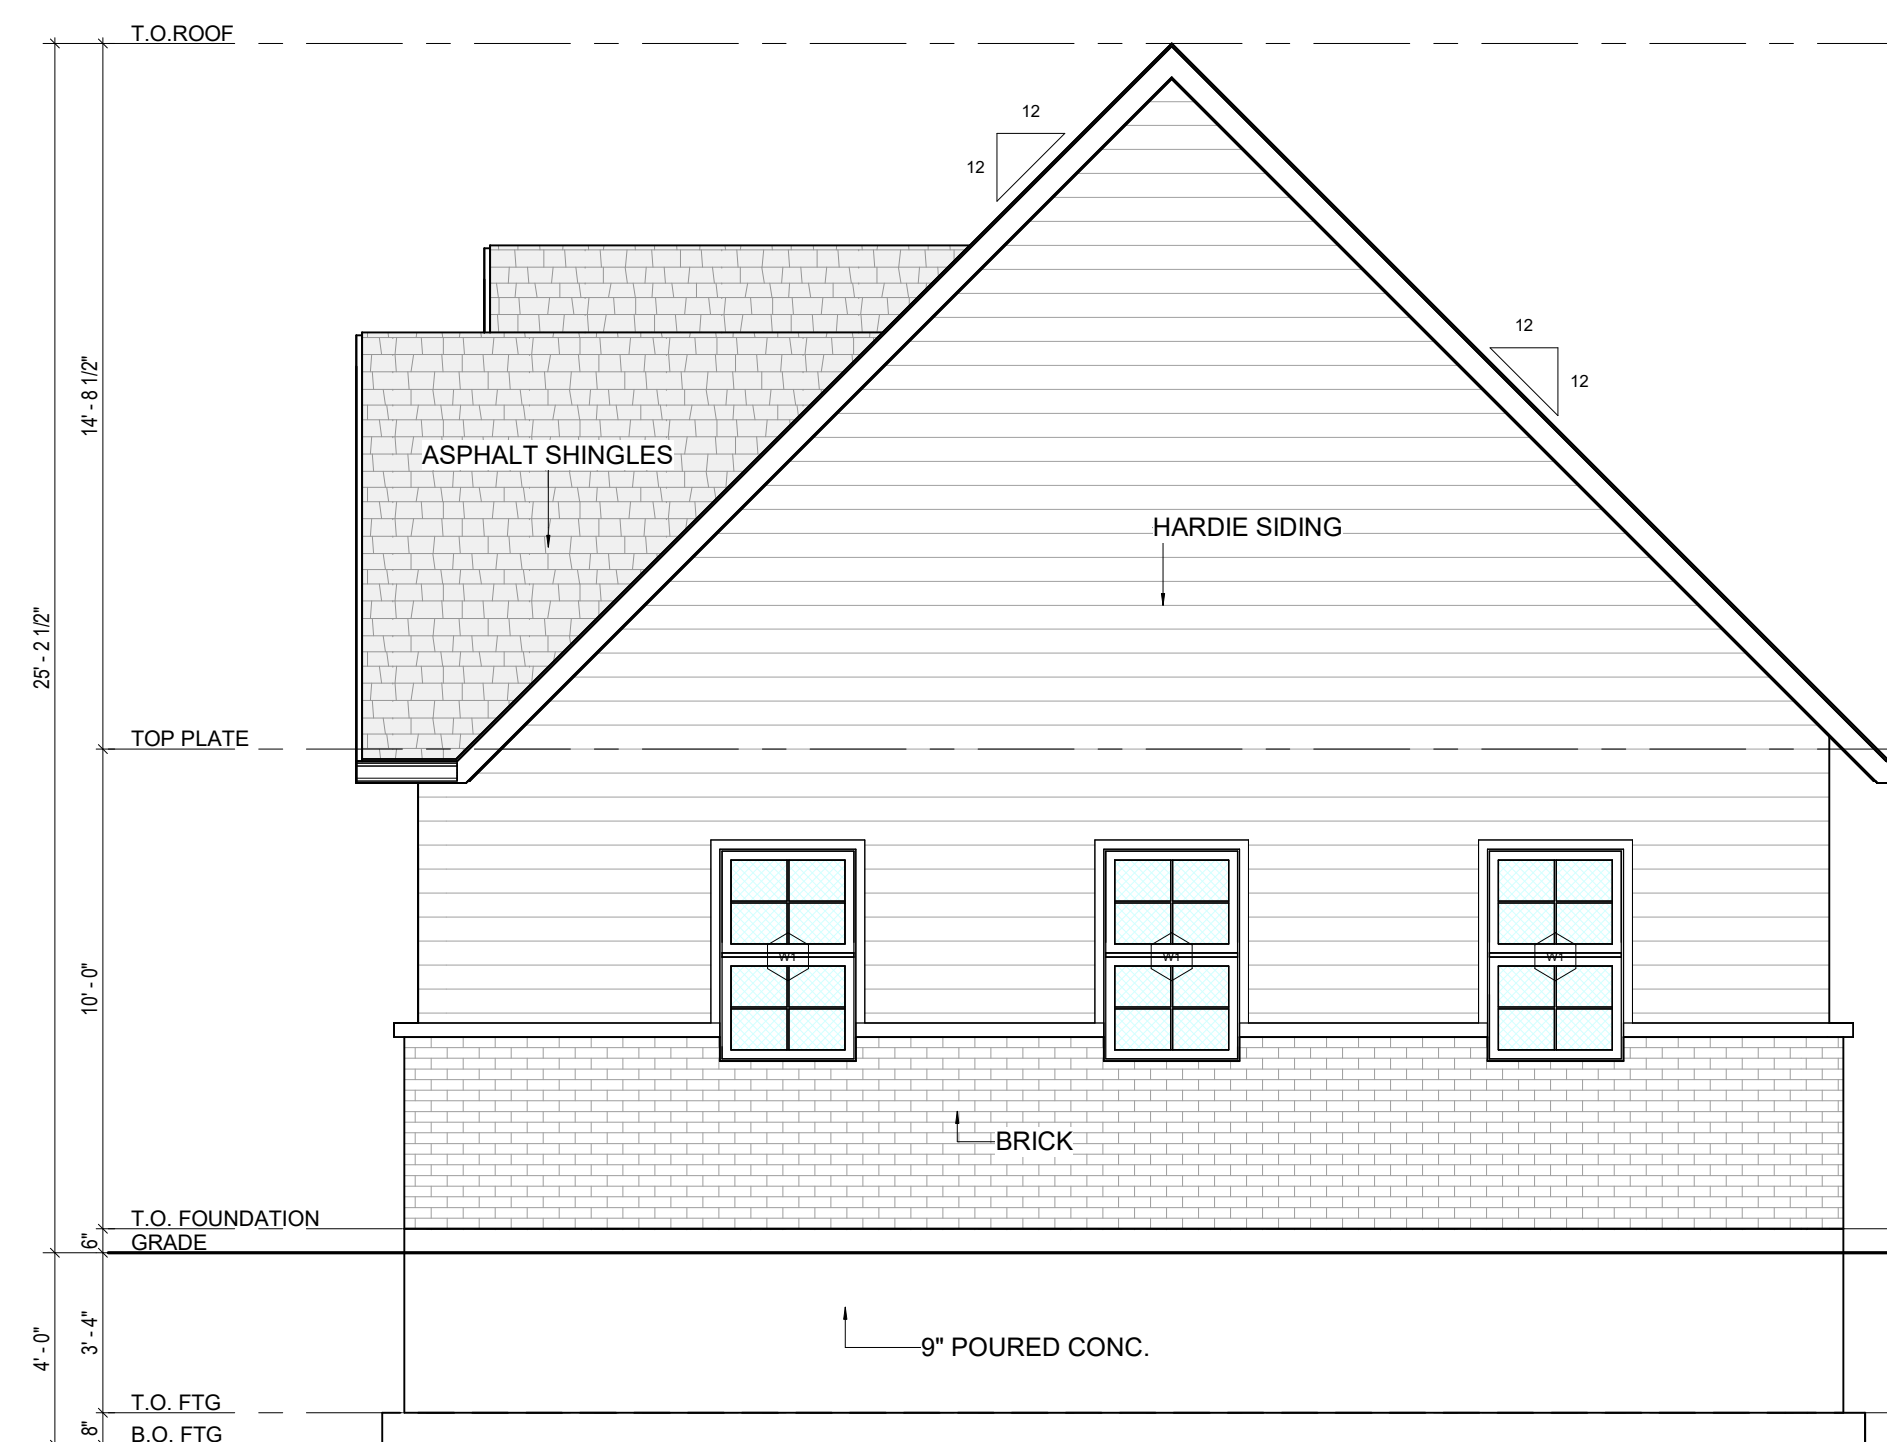 T.O.ROOF
12
12
12
12
14' - 8 1/2"
ASPHALT SHINGLES
HARDIE SIDING
25' - 2 1/2"
TOP PLATE
10' - 0"
W1
W1
W1
BRICK
T.O. FOUNDATION
6"
GRADE
3' - 4"
4' - 0"
9" POURED CONC.
T.O. FTG
8"
B.O. FTG